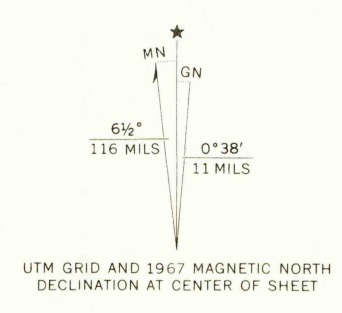 MN
GN
6½°
116 MILS
0°38'
11 MILS
UTM GRID AND 1967 MAGNETIC NORTH
DECLINATION AT CENTER OF SHEET